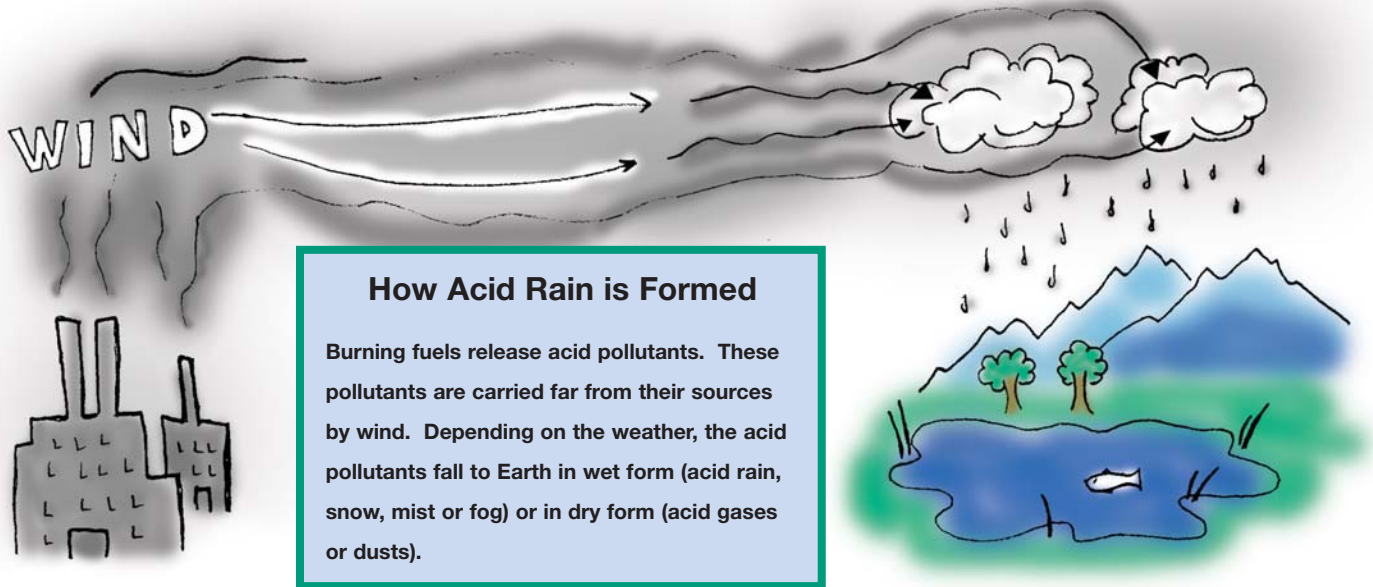 WIND
How Acid Rain is Formed
Burning fuels release acid pollutants. These
pollutants are carried far from their sources
by wind. Depending on the weather, the acid
pollutants fall to Earth in wet form (acid rain,
snow, mist or fog) or in dry form (acid gases
or dusts).